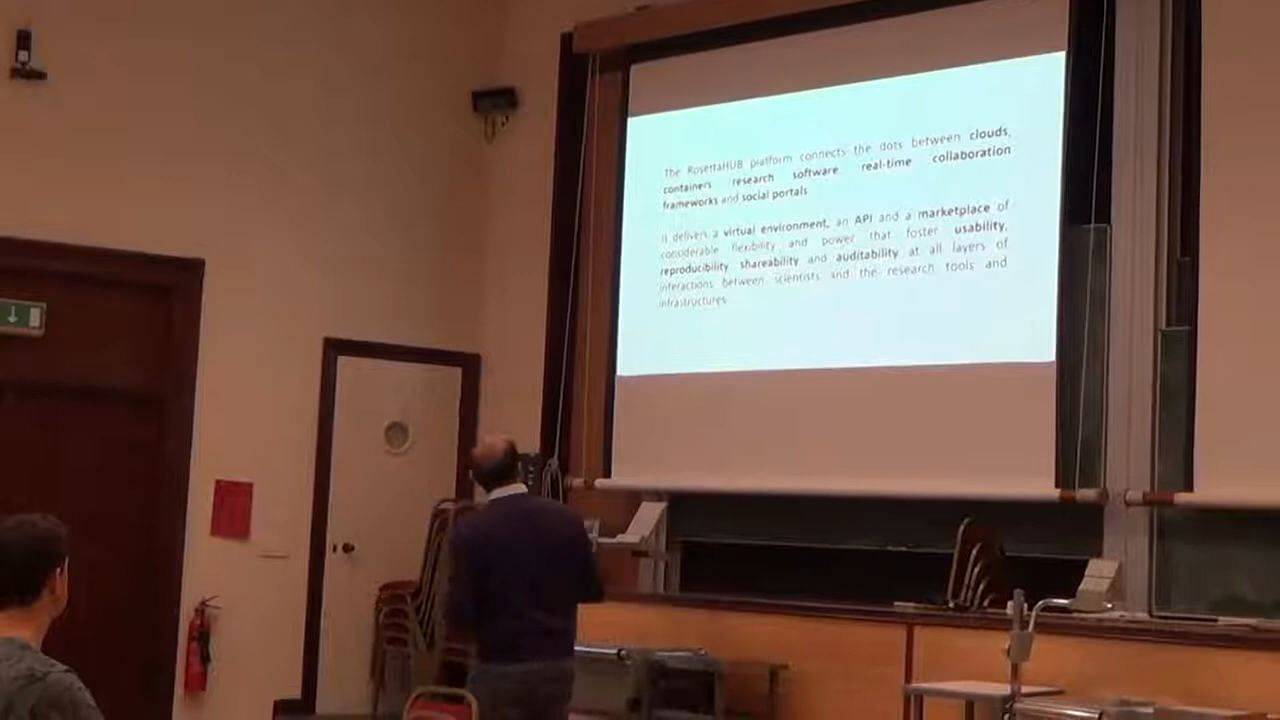 The RosettaHUB platform connects the dots between clouds,
containers research software real-time collaboration
frameworks and social portals
It delivers a virtual environment, an API and a marketplace of
considerable flexibility and power that foster usability,
reproducibility shareability and auditability at all layers of
interactions between scientists and the research tools and
infrastructures